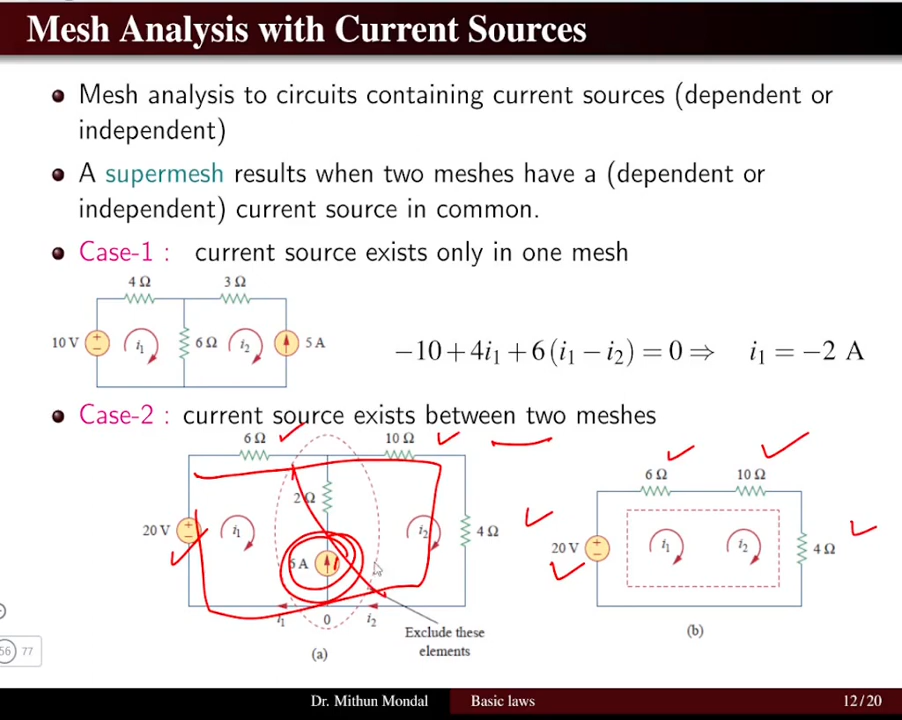 Mesh Analysis with Current Sources
Mesh analysis to circuits containing current sources (dependent or
independent)
A supermesh results when two meshes have a (dependent or
independent) current source in common.
Case-1 : current source exists only in one mesh
4 Ω 3 Ω
10 V i₁ 6 Ω i₂ 5 A
−10+4i₁+6(i₁−i₂)=0⇒ i₁=−2 A
Case-2 : current source exists between two meshes
6 Ω 10 Ω
2 Ω
20 V i₁ i₂ 4 Ω
A
i₁ 0 i₂
Exclude these
elements
(a)
6 Ω 10 Ω
20 V i₁ i₂ 4 Ω
(b)
56 77
Dr. Mithun Mondal Basic laws 12/20